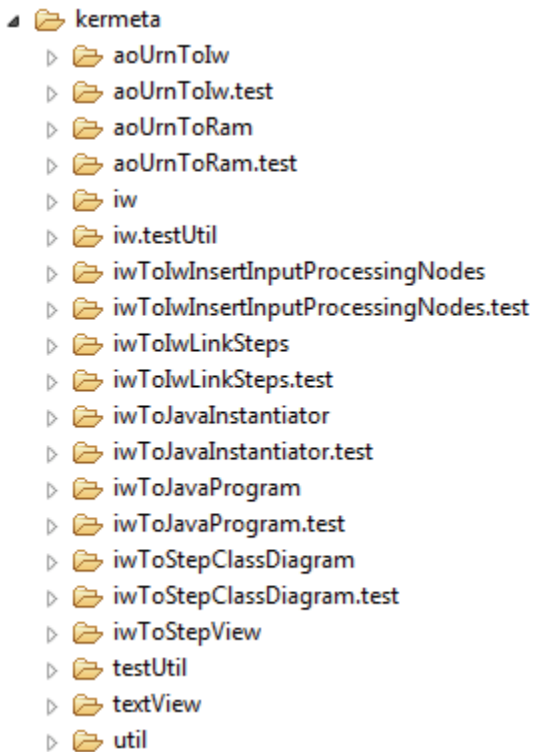 kermeta
aoUrnToIw
aoUrnToIw.test
aoUrnToRam
aoUrnToRam.test
iw
iw.testUtil
iwToIwInsertInputProcessingNodes
iwToIwInsertInputProcessingNodes.test
iwToIwLinkSteps
iwToIwLinkSteps.test
iwToJavaInstantiator
iwToJavaInstantiator.test
iwToJavaProgram
iwToJavaProgram.test
iwToStepClassDiagram
iwToStepClassDiagram.test
iwToStepView
testUtil
textView
util